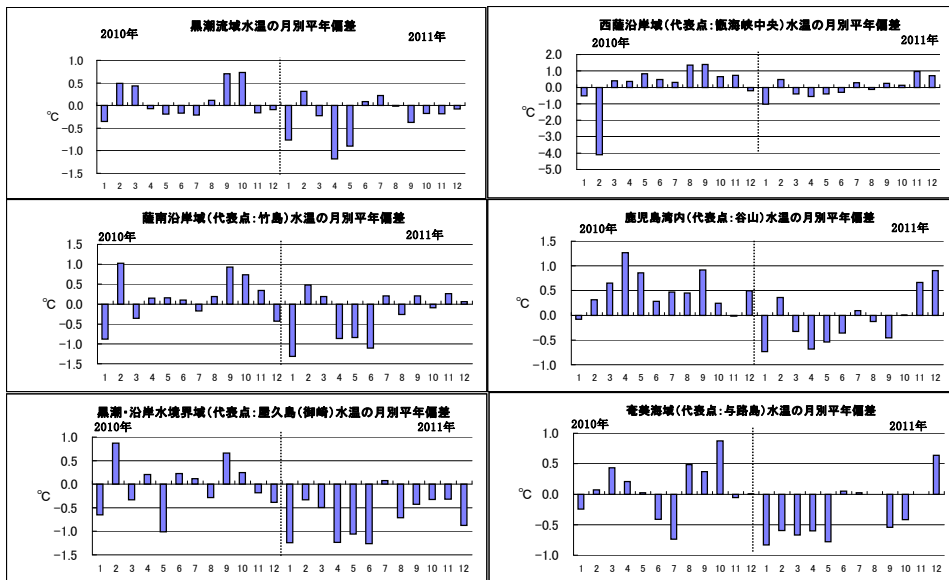 黒潮流域水温の月別平年偏差
2010年
2011年
1.0
0.5
0.0
-0.5
-1.0
-1.5
℃
1 2 3 4 5 6 7 8 9 10 11 12 1 2 3 4 5 6 7 8 9 10 11 12
西薩沿岸域(代表点:甑海峡中央)水温の月別平年偏差
2010年
2011年
2.0
1.0
0.0
-1.0
-2.0
-3.0
-4.0
-5.0
℃
1 2 3 4 5 6 7 8 9 10 11 12 1 2 3 4 5 6 7 8 9 10 11 12
薩南沿岸域(代表点:竹島)水温の月別平年偏差
2010年
2011年
1.5
1.0
0.5
0.0
-0.5
-1.0
-1.5
℃
1 2 3 4 5 6 7 8 9 10 11 12 1 2 3 4 5 6 7 8 9 10 11 12
鹿児島湾内(代表点:谷山)水温の月別平年偏差
2010年
2011年
1.5
1.0
0.5
0.0
-0.5
-1.0
℃
1 2 3 4 5 6 7 8 9 10 11 12 1 2 3 4 5 6 7 8 9 10 11 12
黒潮・沿岸水境界域(代表点:屋久島(御崎)水温の月別平年偏差
2010年
2011年
1.0
0.5
0.0
-0.5
-1.0
-1.5
℃
1 2 3 4 5 6 7 8 9 10 11 12 1 2 3 4 5 6 7 8 9 10 11 12
奄美海域(代表点:与路島)水温の月別平年偏差
2010年
2011年
1.0
0.5
0.0
-0.5
-1.0
℃
1 2 3 4 5 6 7 8 9 10 11 12 1 2 3 4 5 6 7 8 9 10 11 12